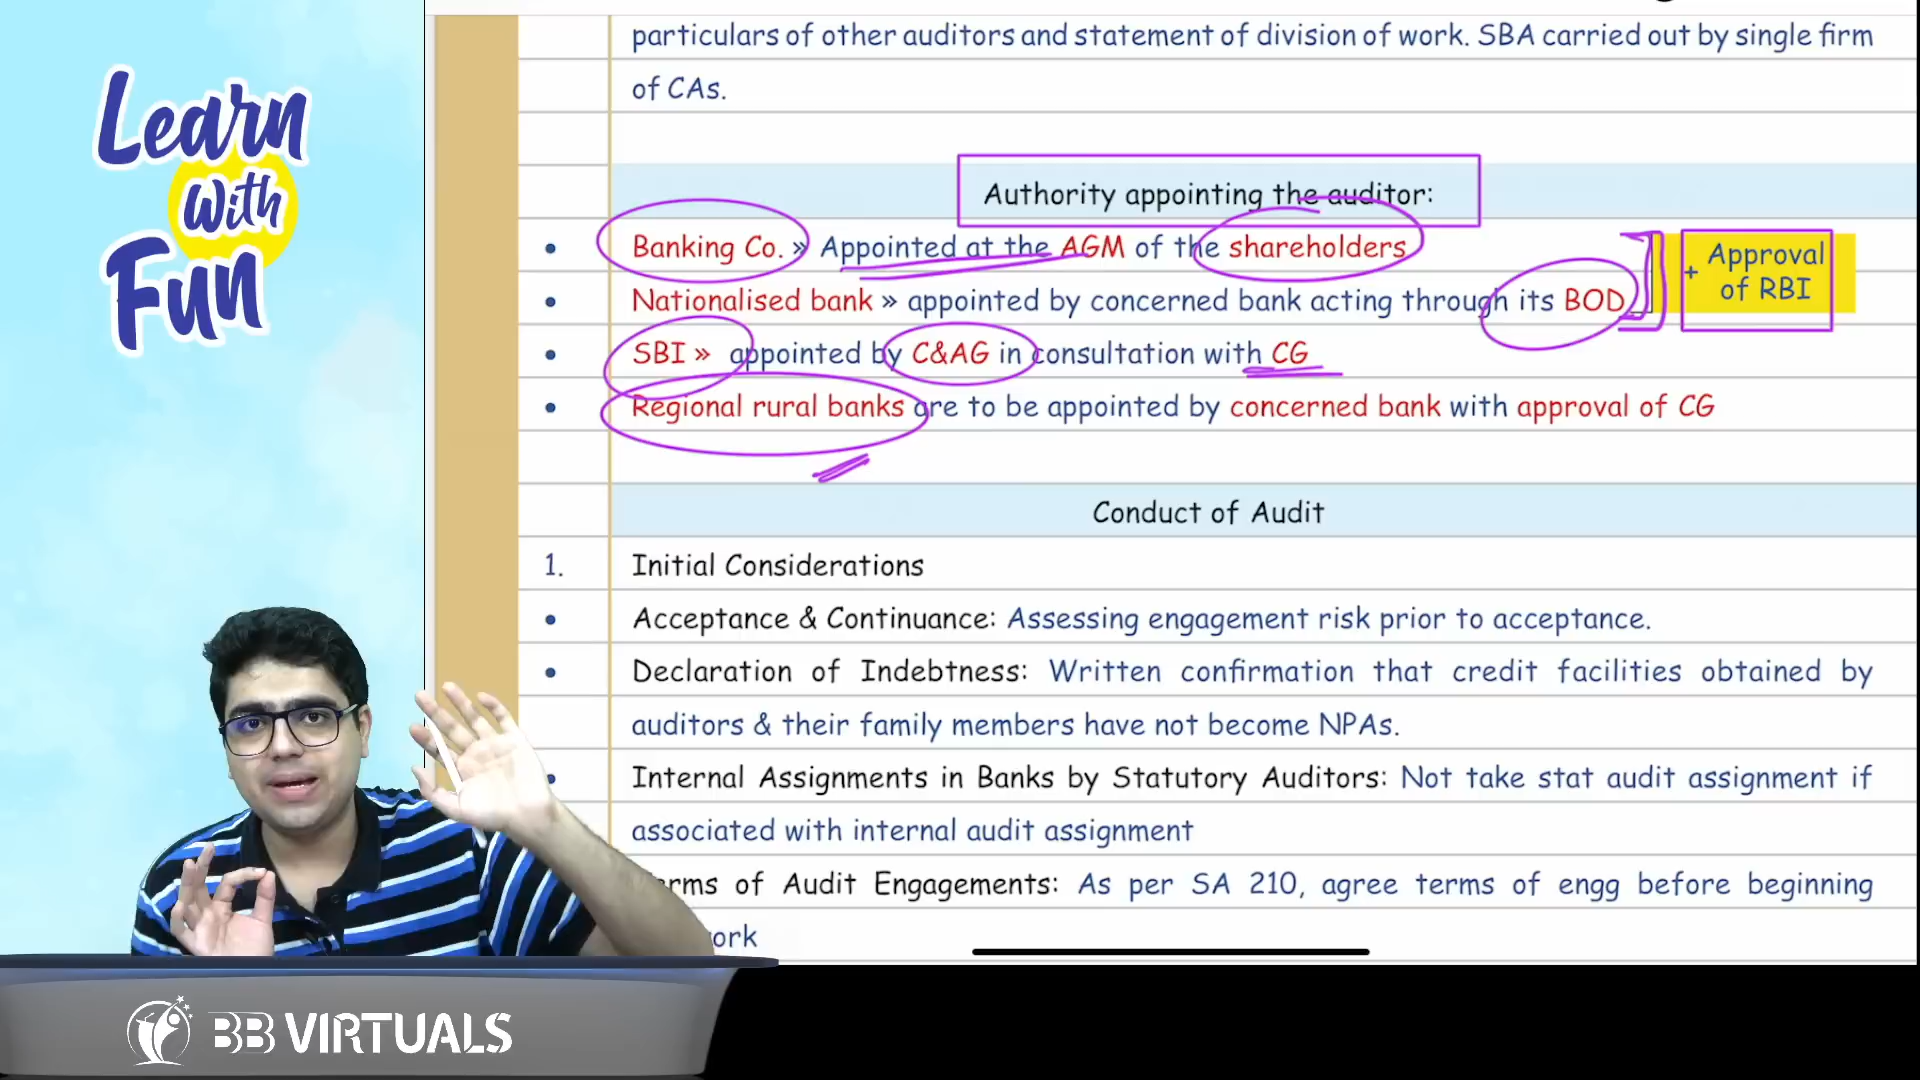 Learn
With
Fun
particulars of other auditors and statement of division of work. SBA carried out by single firm
of CAs.
Authority appointing the auditor:
• Banking Co. » Appointed at the AGM of the shareholders
• Nationalised bank » appointed by concerned bank acting through its BOD
+ Approval
of RBI
• SBI » appointed by C&AG in consultation with CG
• Regional rural banks are to be appointed by concerned bank with approval of CG
Conduct of Audit
1. Initial Considerations
• Acceptance & Continuance: Assessing engagement risk prior to acceptance.
• Declaration of Indebtness: Written confirmation that credit facilities obtained by
auditors & their family members have not become NPAs.
• Internal Assignments in Banks by Statutory Auditors: Not take stat audit assignment if
associated with internal audit assignment
rms of Audit Engagements: As per SA 210, agree terms of engg before beginning
ork
BB VIRTUALS